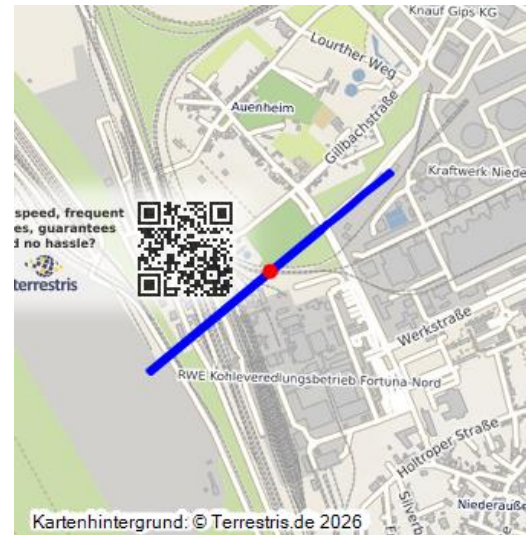 Knauf Gips KG
Lourther Weg
Auenheim
Gillbachstraße
Kraftwerk Niede
speed, frequent
es, guarantees
d no hassle?
terrestris
Werkstraße
RWE Kohleveredlungsbetrieb Fortuna-Nord
Holtroper Straße
Silverb
Niederauße
Kartenhintergrund: © Terrestris.de 2026